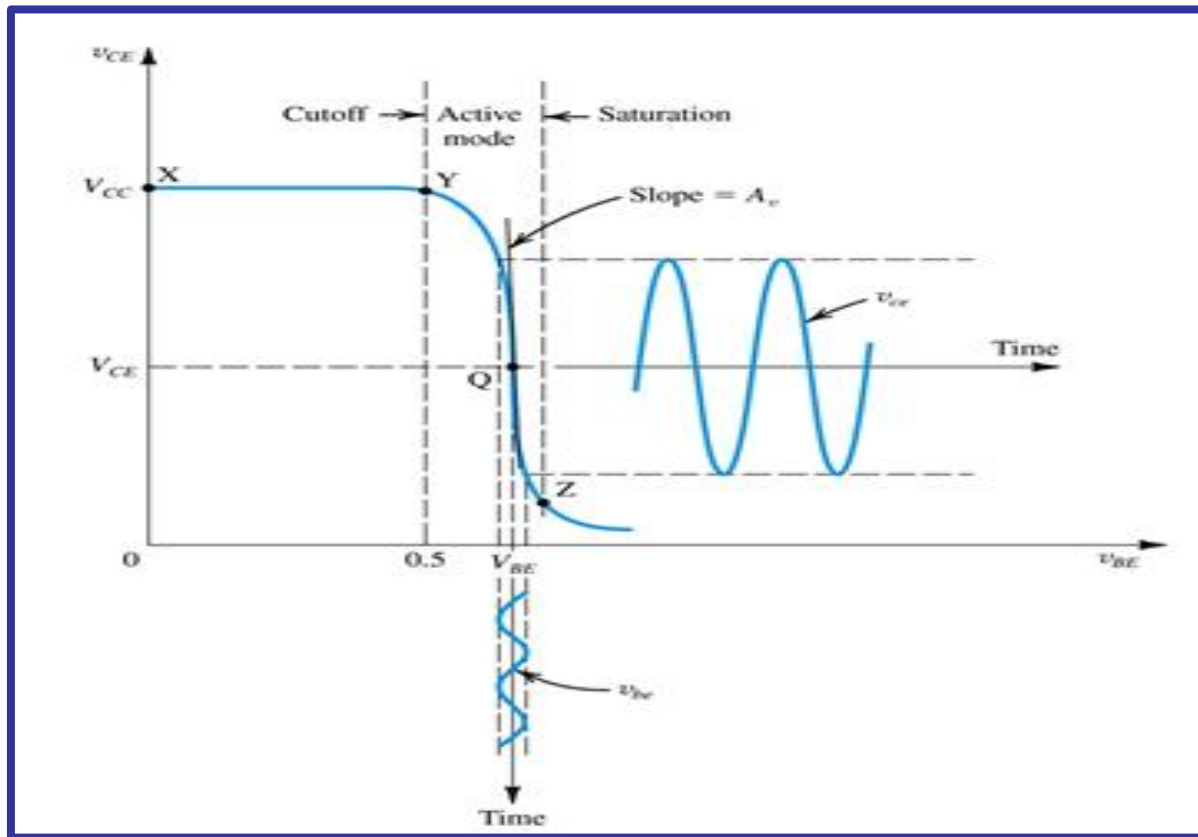 v_CE
Cutoff Active mode Saturation
X
Y
V_CC
Slope = A_v
v_ce
Time
V_CE
Q
Z
0
0.5
V_BE
v_BE
v_be
Time